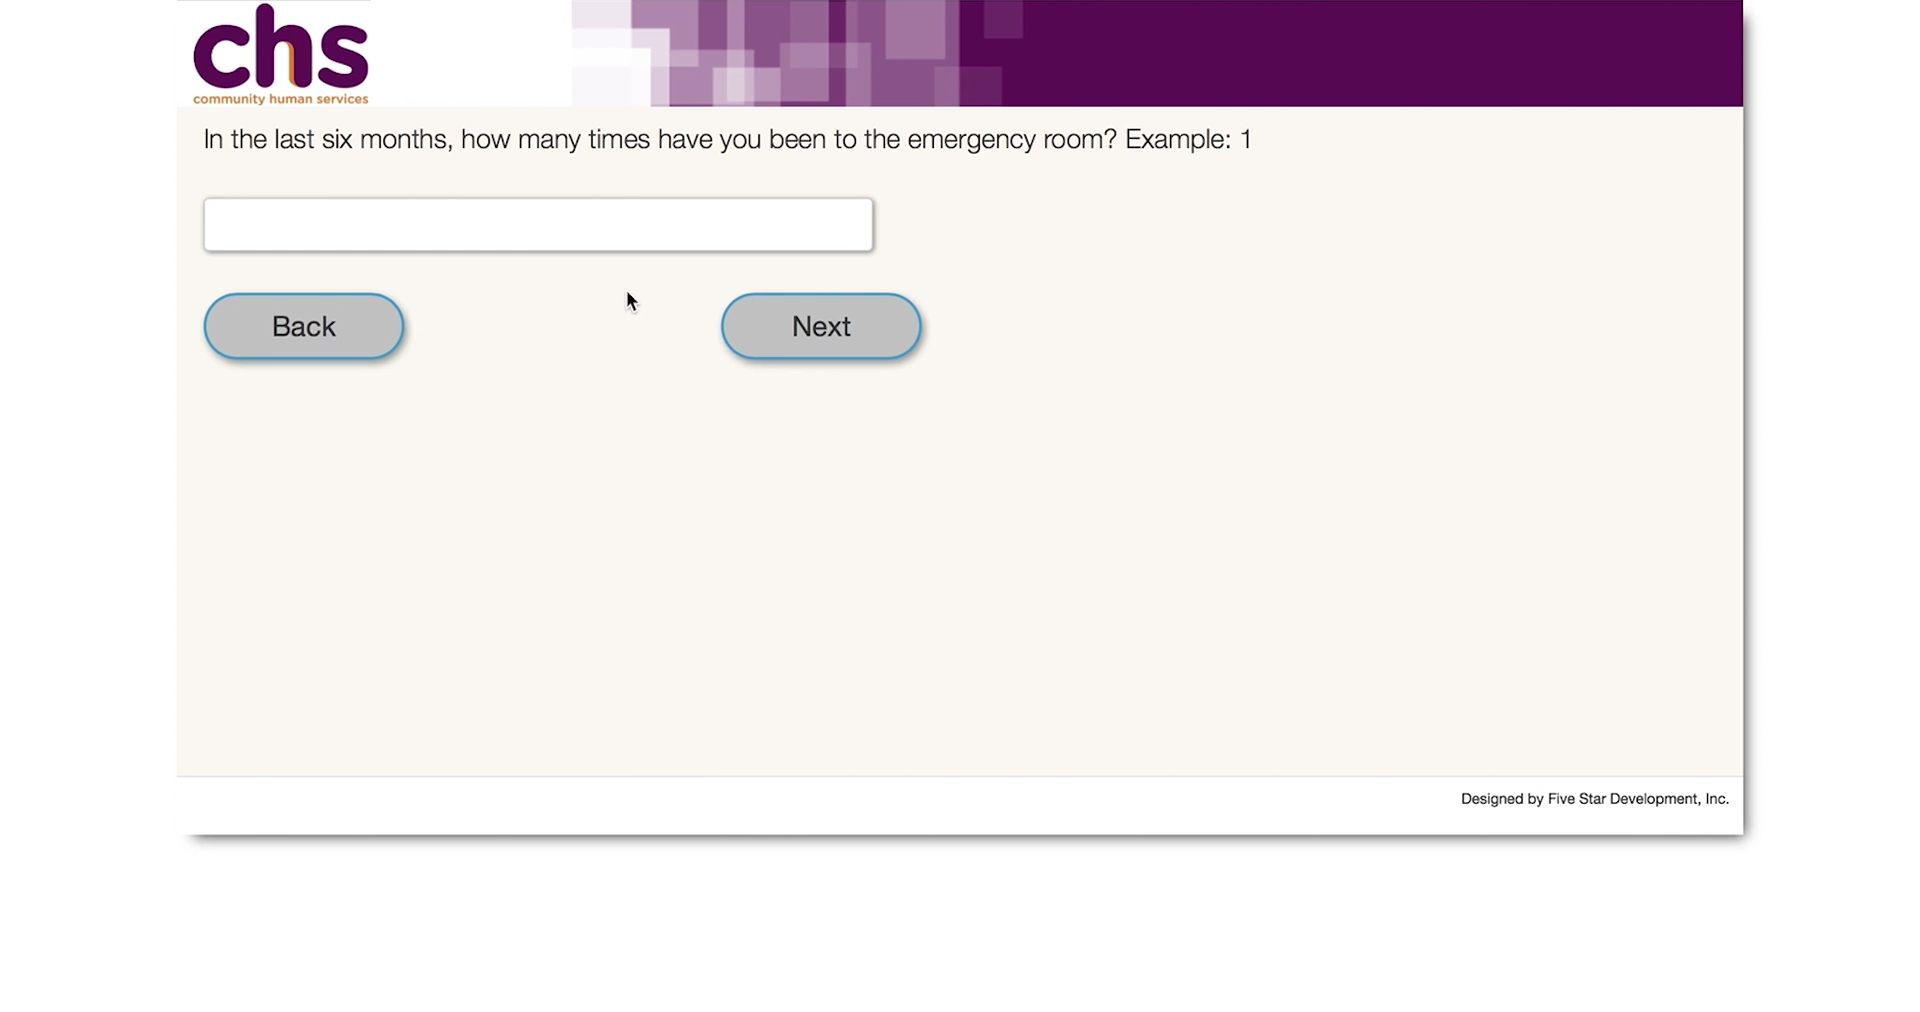 chs
community human services
In the last six months, how many times have you been to the emergency room? Example: 1
Back
Next
Designed by Five Star Development, Inc.